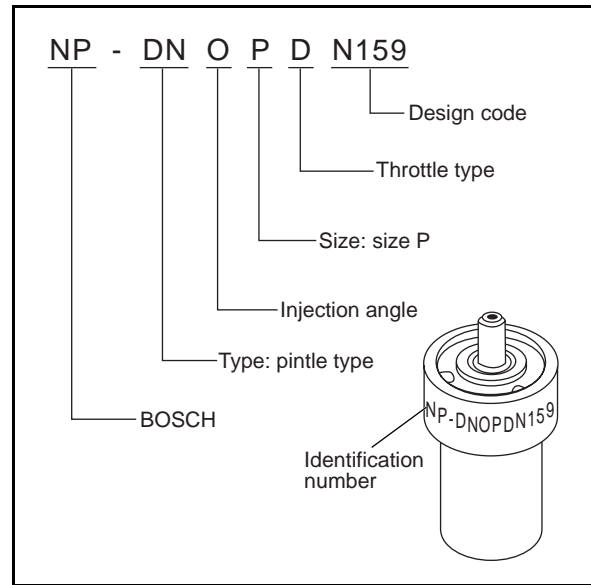 NP - DN O P D N159
Design code
Throttle type
Size: size P
Injection angle
Type: pintle type
BOSCH
NP-DNOPDN159
Identification
number